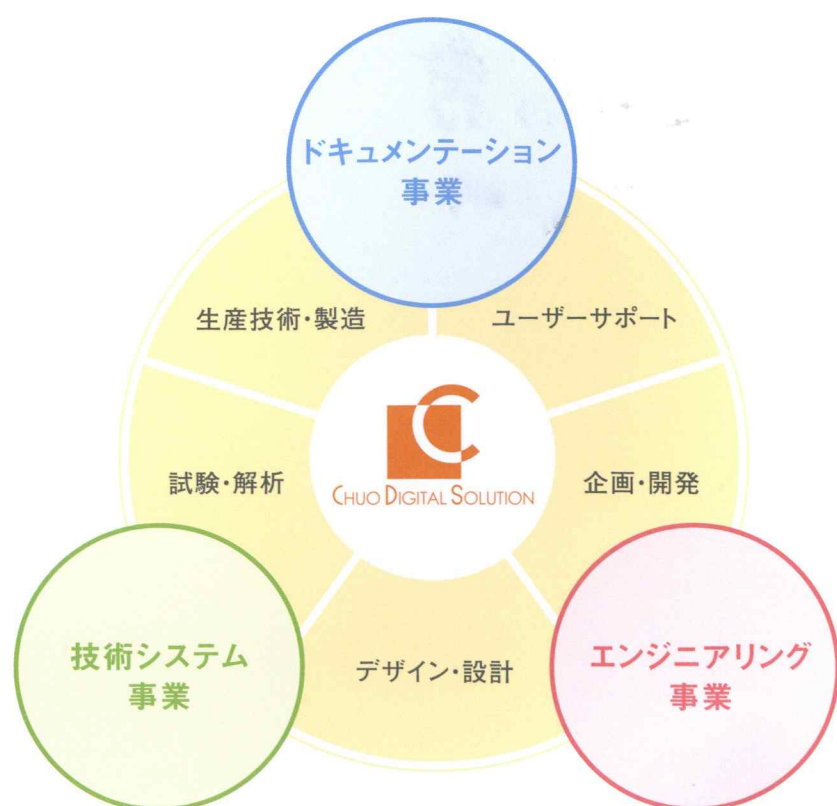 ドキュメンテーション
事業
生産技術・製造
ユーザーサポート
試験・解析
CHUO DIGITAL SOLUTION
企画・開発
技術システム
事業
デザイン・設計
エンジニアリング
事業